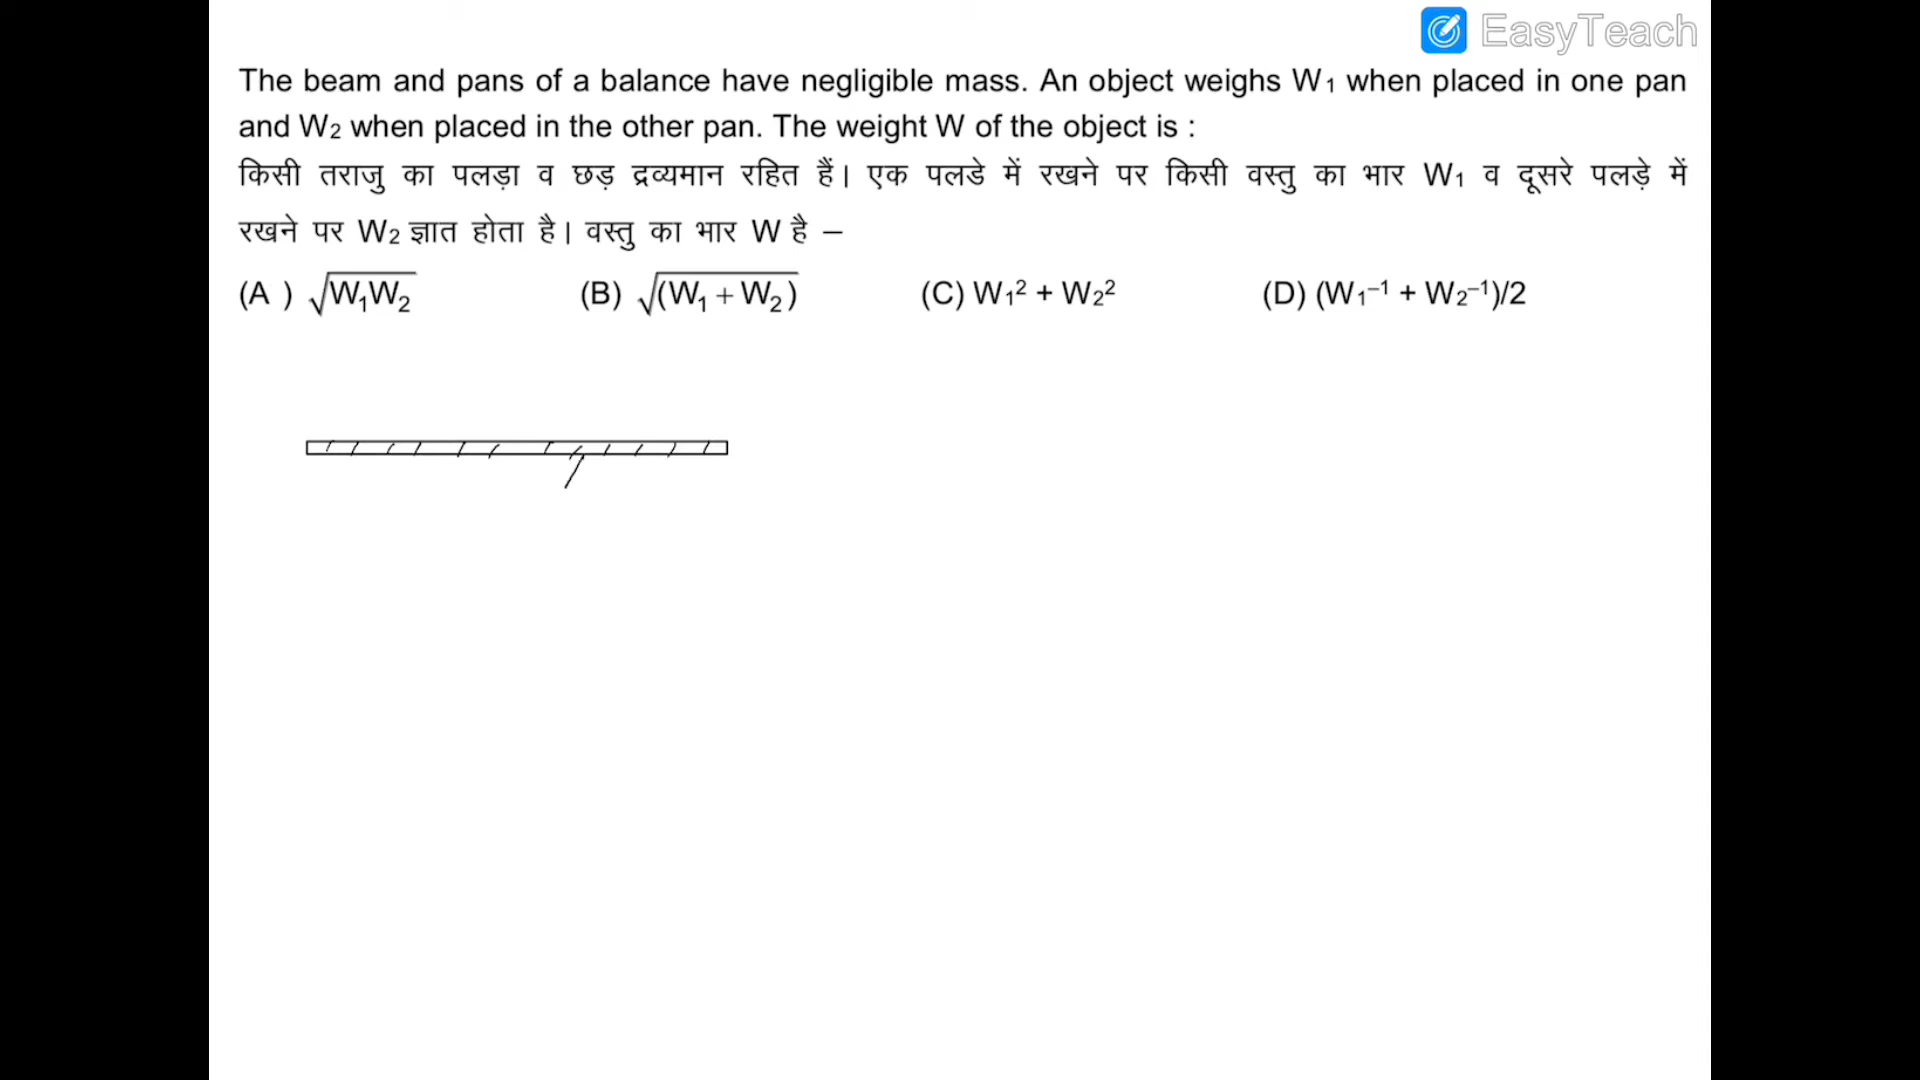 EasyTeach
The beam and pans of a balance have negligible mass. An object weighs W₁ when placed in one pan
and W₂ when placed in the other pan. The weight W of the object is :
किसी तराजु का पलड़ा व छड़ द्रव्यमान रहित हैं। एक पलडे में रखने पर किसी वस्तु का भार W₁ व दूसरे पलड़े में
रखने पर W₂ ज्ञात होता है। वस्तु का भार W है –
(A ) √W₁W₂ (B) √(W₁ + W₂) (C) W₁² + W₂² (D) (W₁⁻¹ + W₂⁻¹)/2